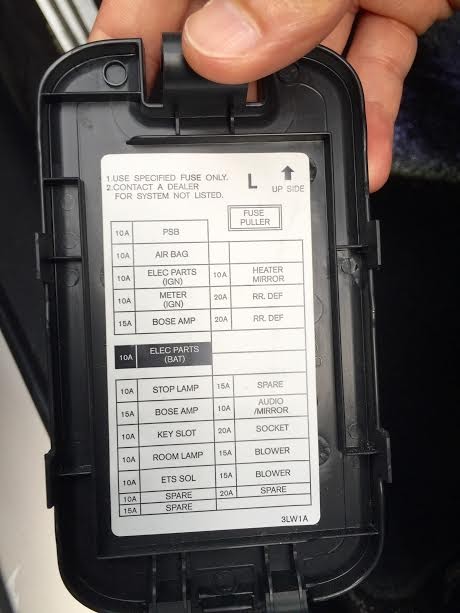 1.USE SPECIFIED FUSE ONLY.
2.CONTACT A DEALER
FOR SYSTEM NOT LISTED.
L
UP SIDE
FUSE
PULLER
10A PSB
10A AIR BAG
10A ELEC PARTS (IGN) 10A HEATER MIRROR
10A METER (IGN) 20A RR. DEF
15A BOSE AMP 20A RR. DEF
10A ELEC PARTS (BAT)
10A STOP LAMP 15A SPARE
15A BOSE AMP 10A AUDIO /MIRROR
10A KEY SLOT 20A SOCKET
10A ROOM LAMP 15A BLOWER
10A ETS SOL 15A BLOWER
10A SPARE 20A SPARE
15A SPARE
3LW1A